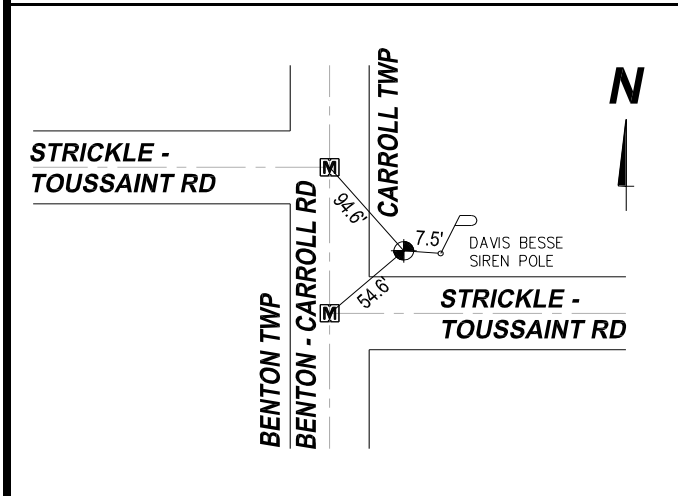 CARROLL TWP
N
STRICKLE -
TOUSSAINT RD
M
94.6'
7.5'
DAVIS BESSE
SIREN POLE
54.6'
M
STRICKLE -
TOUSSAINT RD
BENTON TWP
BENTON - CARROLL RD